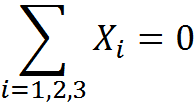 ∑_{i=1,2,3} X_i = 0